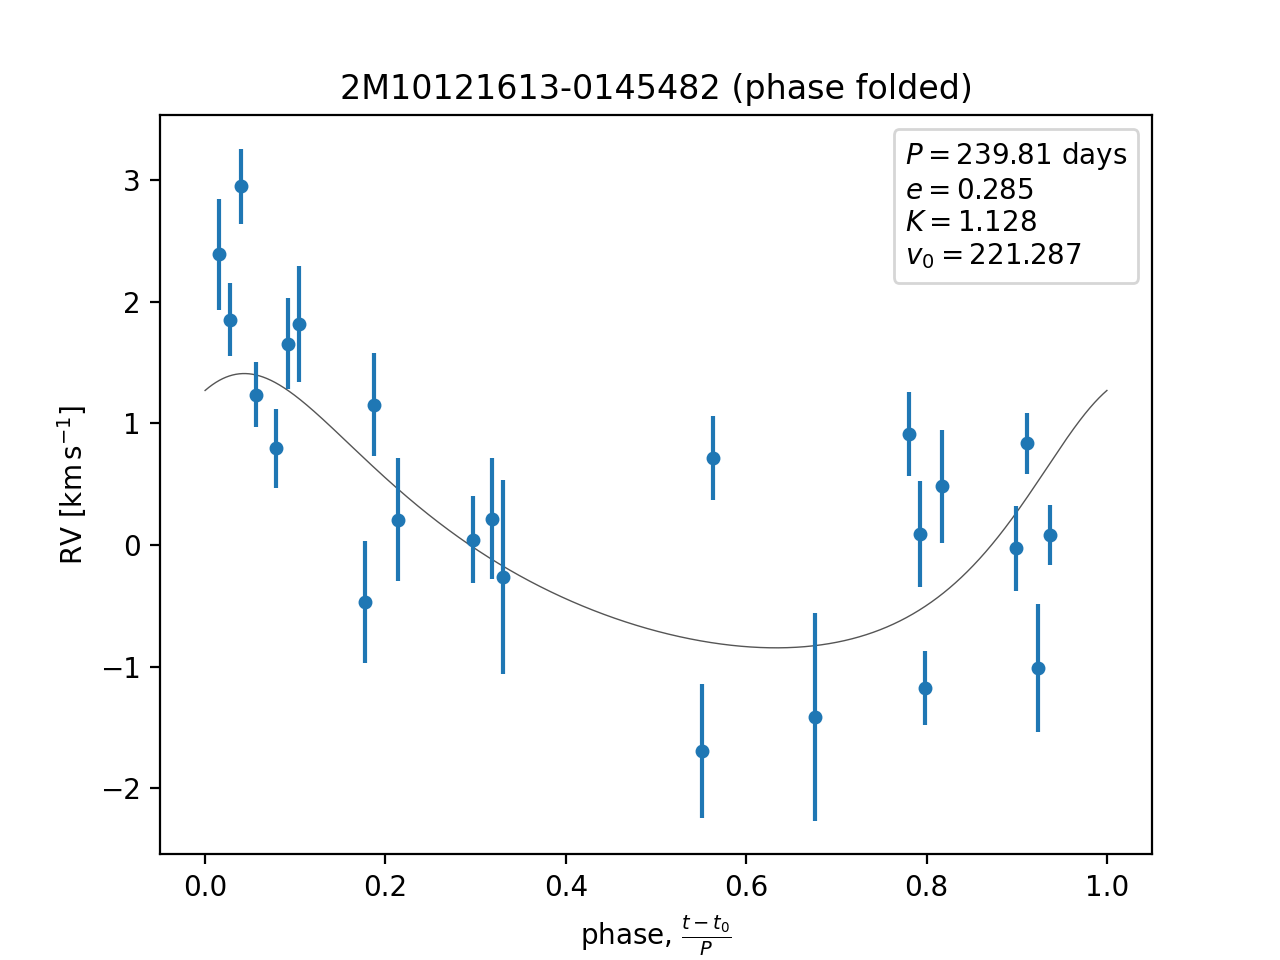 2M10121613-0145482 (phase folded)
P = 239.81 days
e = 0.285
K = 1.128
v₀ = 221.287
3
2
1
0
−1
−2
RV [km s⁻¹]
0.0 0.2 0.4 0.6 0.8 1.0
phase, (t − t₀)/P